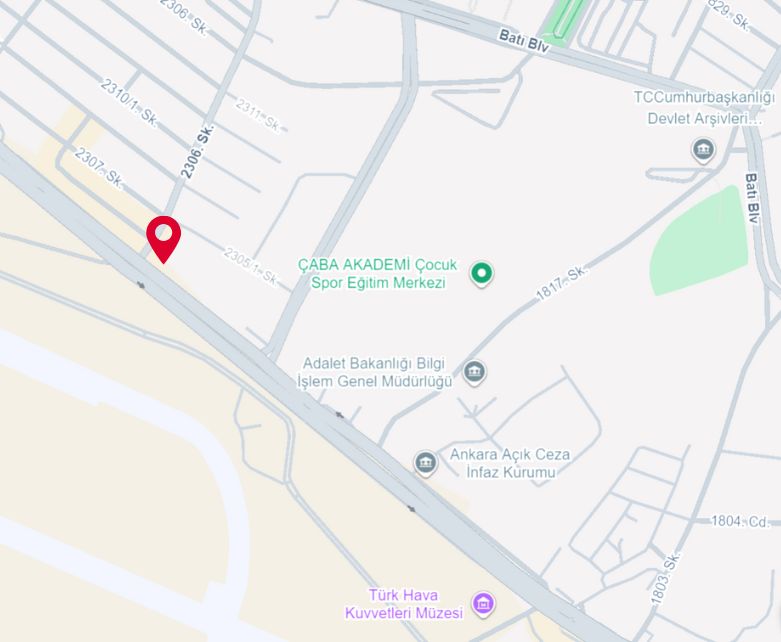 2306. Sk.
829. Sk.
Batı Blv
2310/1. Sk.
2311. Sk.
TCCumhurbaşkanlığı
Devlet Arşivleri...
2306. Sk.
2307. Sk.
Batı Blv
2305/1. Sk.
ÇABA AKADEMİ Çocuk
Spor Eğitim Merkezi
1817. Sk.
Adalet Bakanlığı Bilgi
İşlem Genel Müdürlüğü
Ankara Açık Ceza
İnfaz Kurumu
1804. Cd.
1803. Sk.
Türk Hava
Kuvvetleri Müzesi